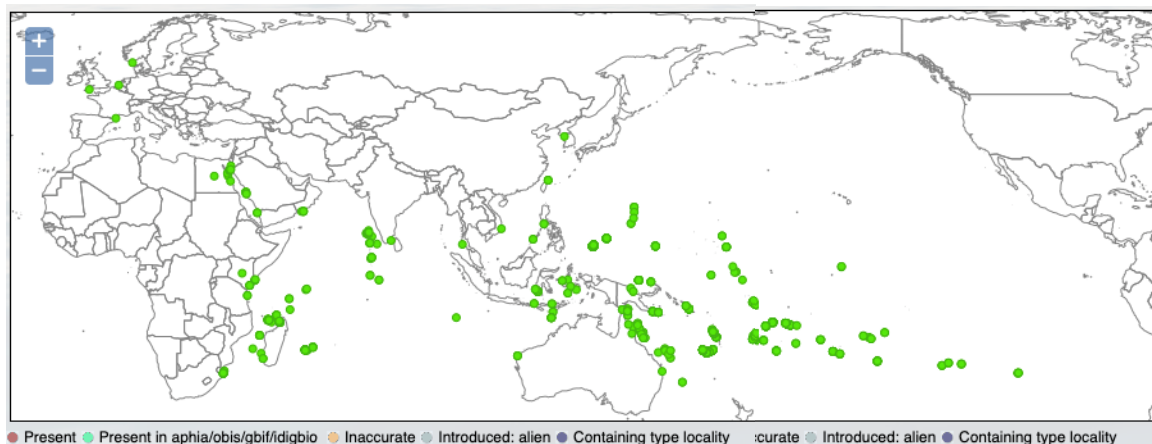 +
−
Present Present in aphia/obis/gbif/idigbio Inaccurate Introduced: alien Containing type locality :curate Introduced: alien Containing type locality